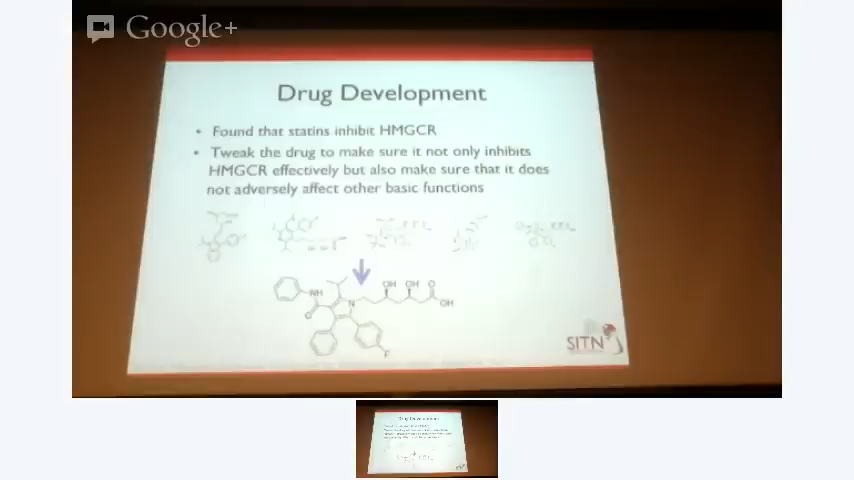 Google+
Drug Development
• Found that statins inhibit HMGCR
• Tweak the drug to make sure it not only inhibits
HMGCR effectively but also make sure that it does
not adversely affect other basic functions
OH OH O
NH
N
OH
O
F
SITN
Drug Development